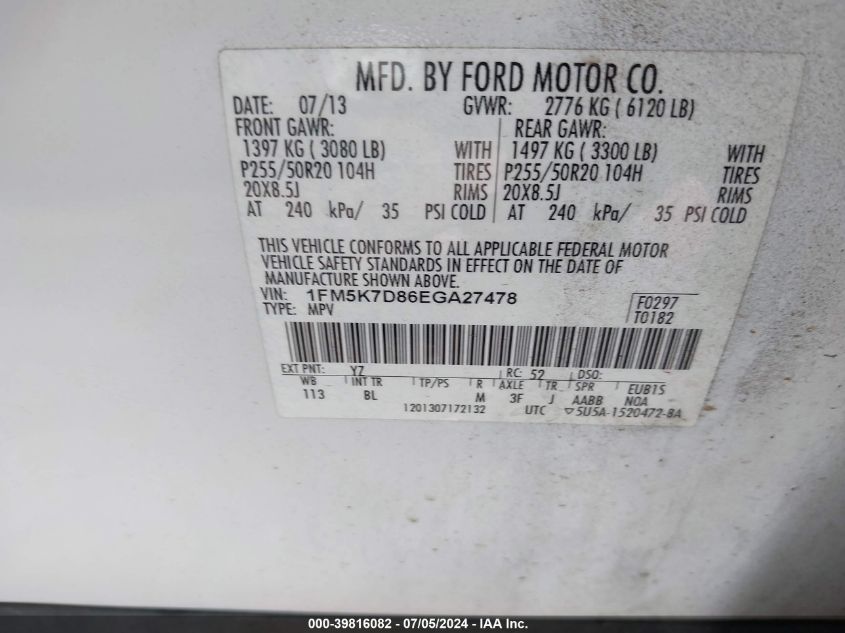 MFD. BY FORD MOTOR CO.
DATE: 07/13 GVWR: 2776 KG ( 6120 LB)
FRONT GAWR: REAR GAWR:
1397 KG ( 3080 LB) WITH 1497 KG ( 3300 LB) WITH
P255/50R20 104H TIRES P255/50R20 104H TIRES
20X8.5J RIMS 20X8.5J RIMS
AT 240 kPa/ 35 PSI COLD AT 240 kPa/ 35 PSI COLD
THIS VEHICLE CONFORMS TO ALL APPLICABLE FEDERAL MOTOR
VEHICLE SAFETY STANDARDS IN EFFECT ON THE DATE OF
MANUFACTURE SHOWN ABOVE.
VIN: 1FM5K7D86EGA27478 F0297
TYPE: MPV T0182
EXT PNT: YZ RC: 52 DSO:
WB INT TR TP/PS R AXLE TR SPR EUB15
113 BL M 3F J AABB NOA
1201307172132 UTC ▽5U5A-1520472-BA
000-39816082 - 07/05/2024 - IAA Inc.